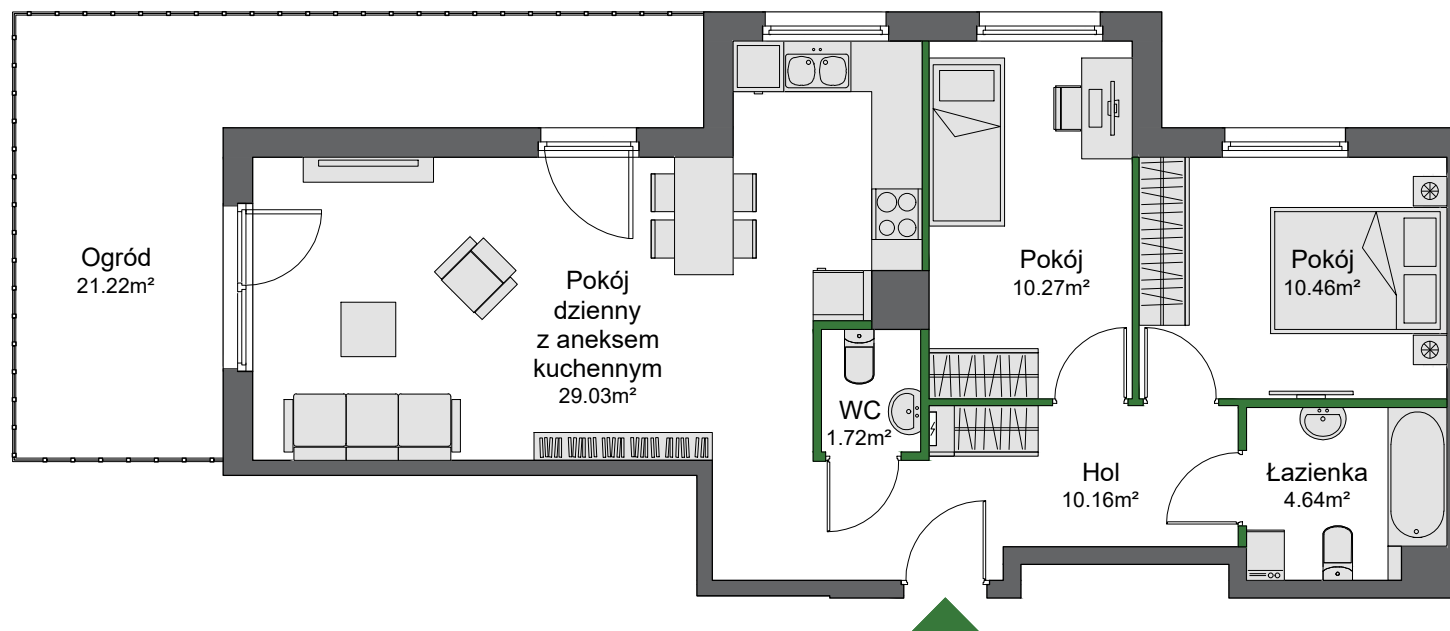 Ogród
21.22m²
Pokój
dzienny
z aneksem
kuchennym
29.03m²
WC
1.72m²
Pokój
10.27m²
Pokój
10.46m²
Hol
10.16m²
Łazienka
4.64m²